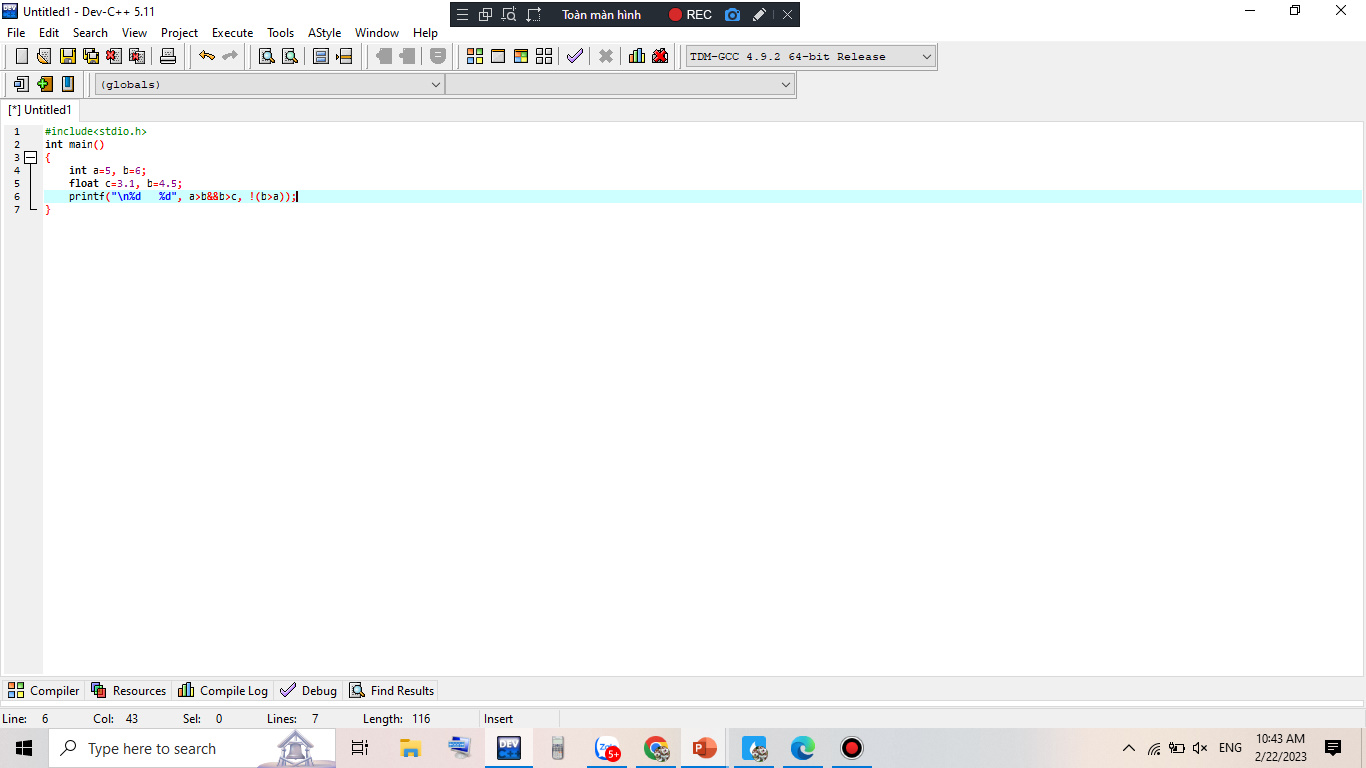 Untitled1 - Dev-C++ 5.11
Toàn màn hình REC
File Edit Search View Project Execute Tools AStyle Window Help
TDM-GCC 4.9.2 64-bit Release
(globals)
[*] Untitled1
1 #include<stdio.h>
2 int main()
3 {
4 int a=5, b=6;
5 float c=3.1, b=4.5;
6 printf("\n%d   %d", a>b&&b>c, !(b>a));
7 }
Compiler Resources Compile Log Debug Find Results
Line: 6 Col: 43 Sel: 0 Lines: 7 Length: 116 Insert
Type here to search
DEV
5+
ENG
10:43 AM
2/22/2023